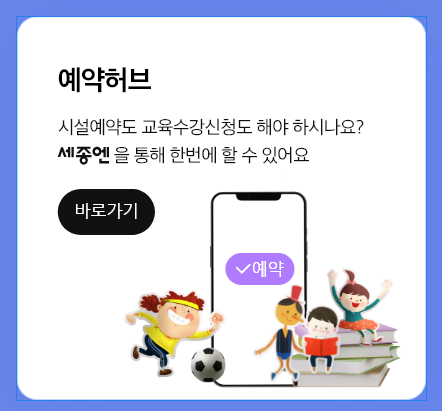 예약허브
시설예약도 교육수강신청도 해야 하시나요?
세종엔 을 통해 한번에 할 수 있어요
바로가기
예약